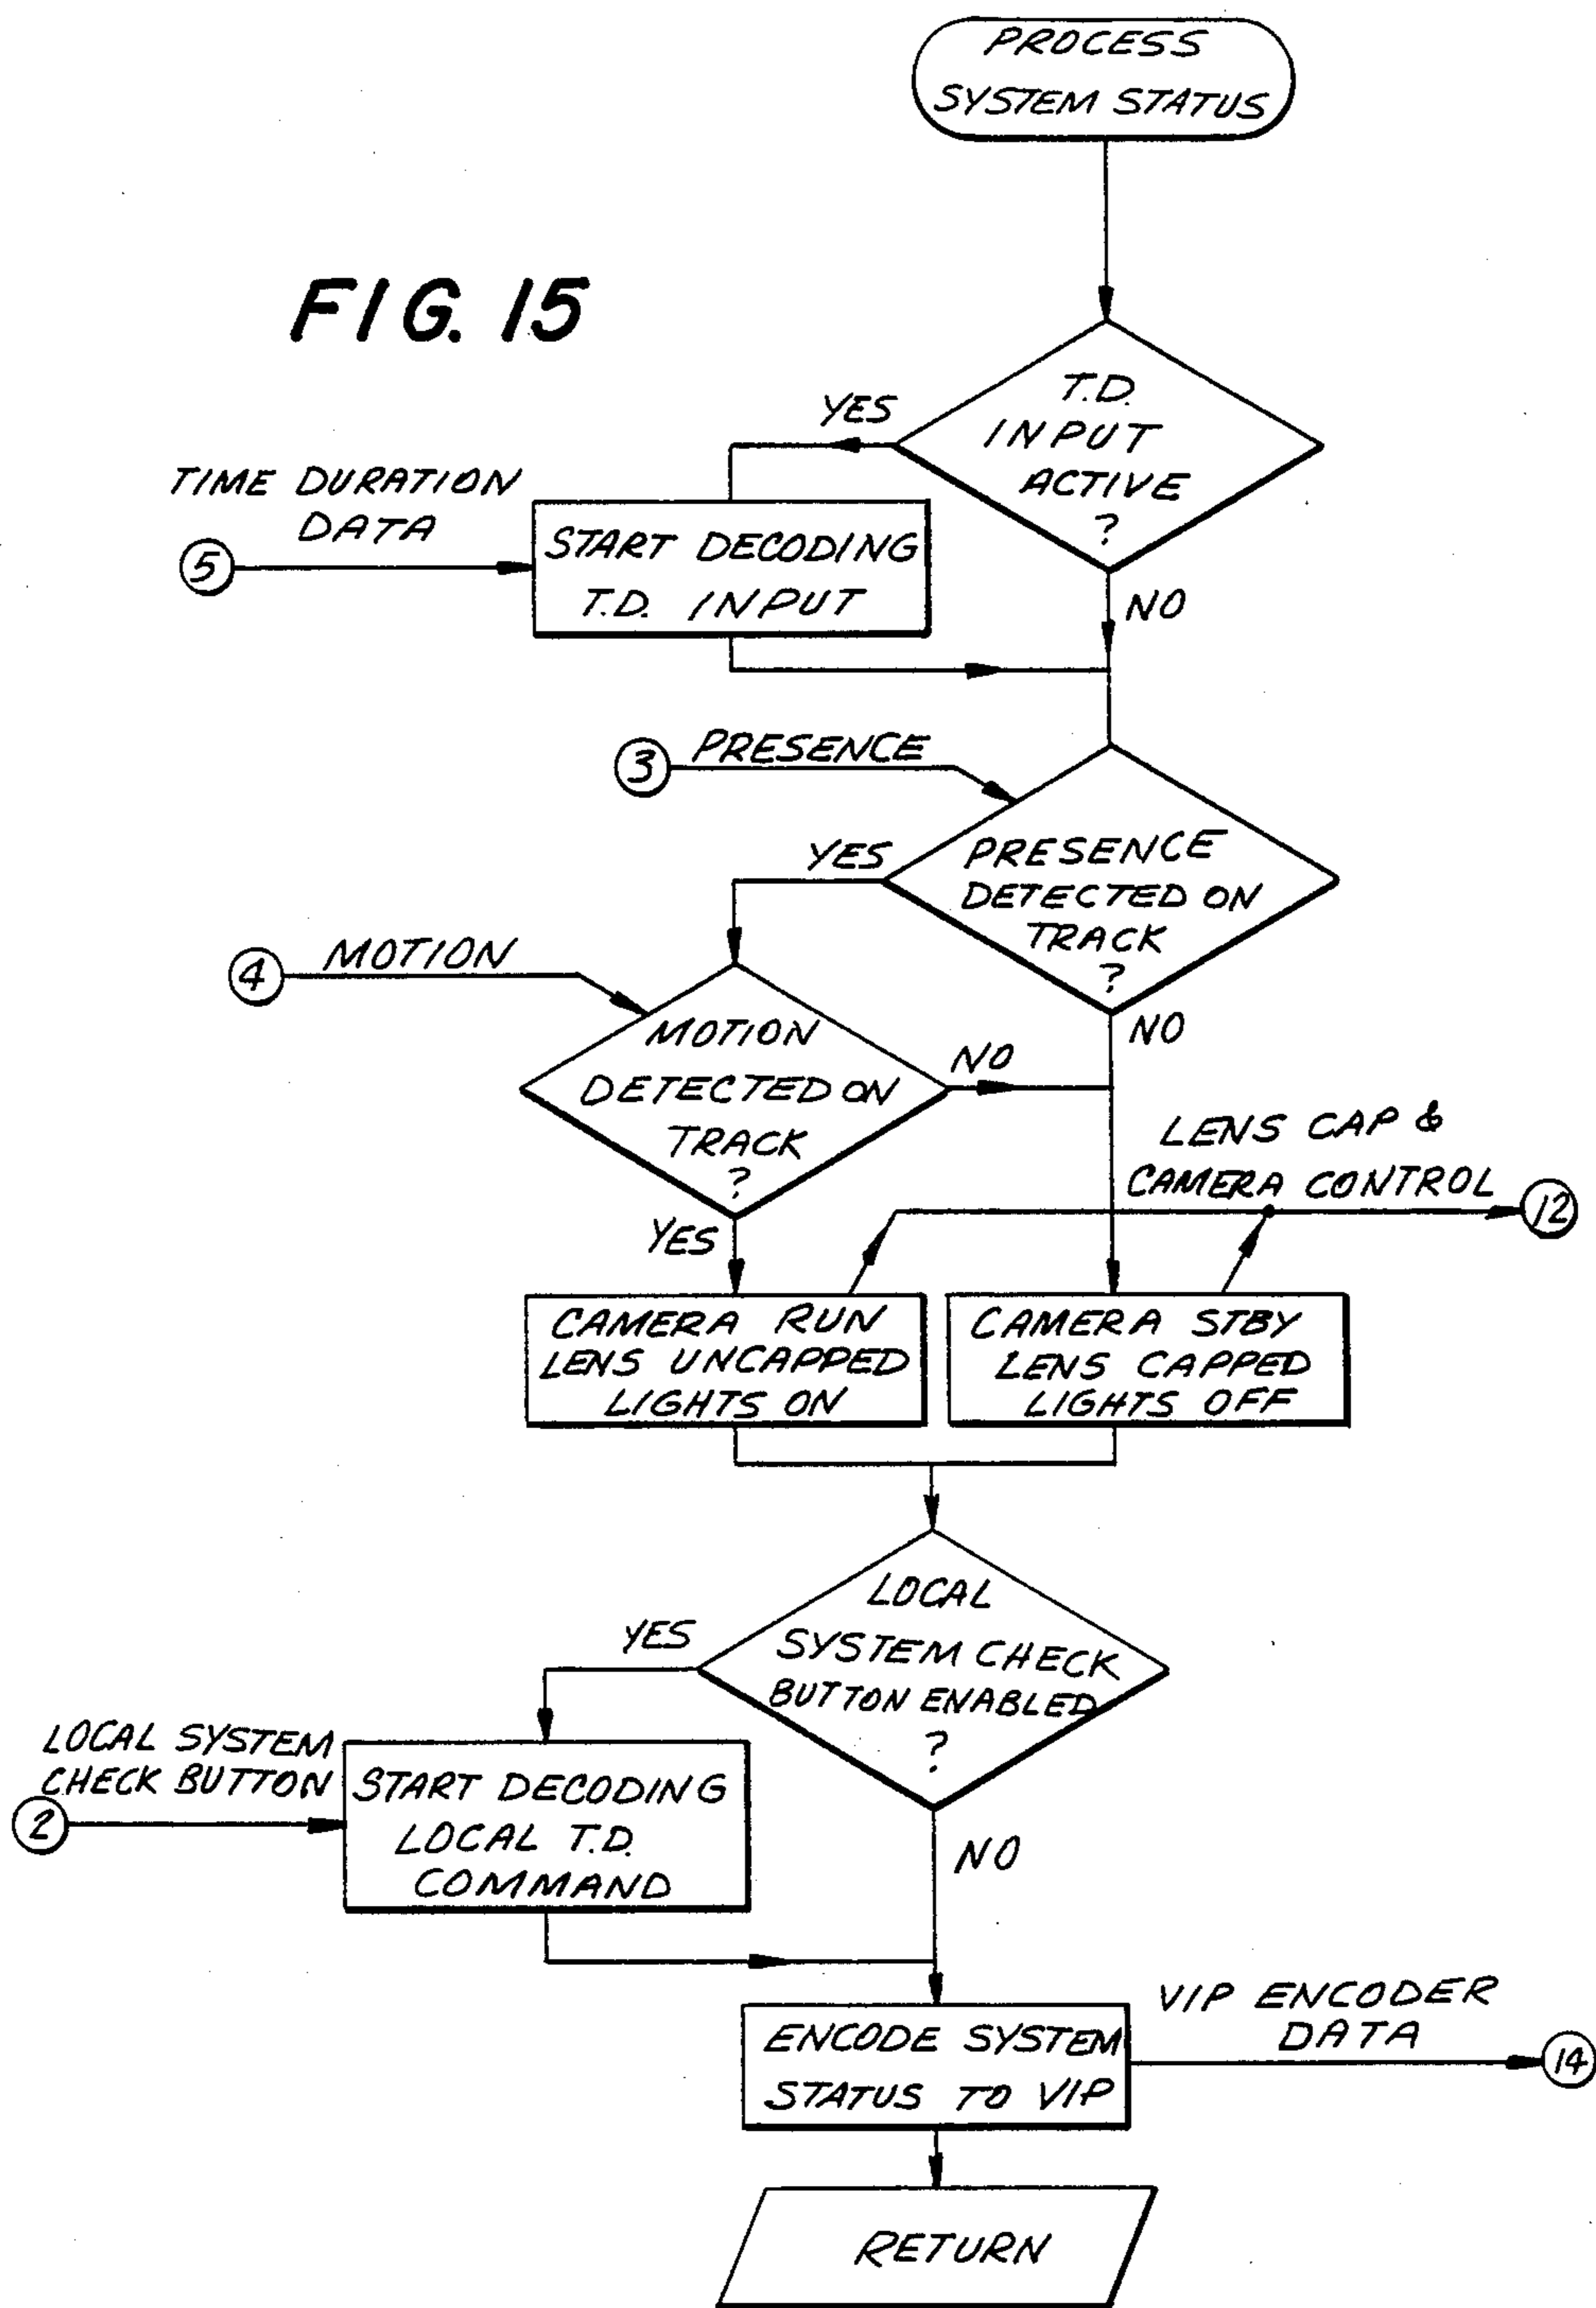 PROCESS
SYSTEM STATUS
FIG. 15
T.D.
INPUT
ACTIVE
?
YES
NO
TIME DURATION
DATA
5
START DECODING
T.D. INPUT
3
PRESENCE
PRESENCE
DETECTED ON
TRACK
?
YES
NO
4
MOTION
MOTION
DETECTED ON
TRACK
?
NO
YES
LENS CAP &
CAMERA CONTROL
12
CAMERA RUN
LENS UNCAPPED
LIGHTS ON
CAMERA STBY
LENS CAPPED
LIGHTS OFF
LOCAL
SYSTEM CHECK
BUTTON ENABLED
?
YES
NO
LOCAL SYSTEM
CHECK BUTTON
2
START DECODING
LOCAL T.D.
COMMAND
ENCODE SYSTEM
STATUS TO VIP
VIP ENCODER
DATA
14
RETURN